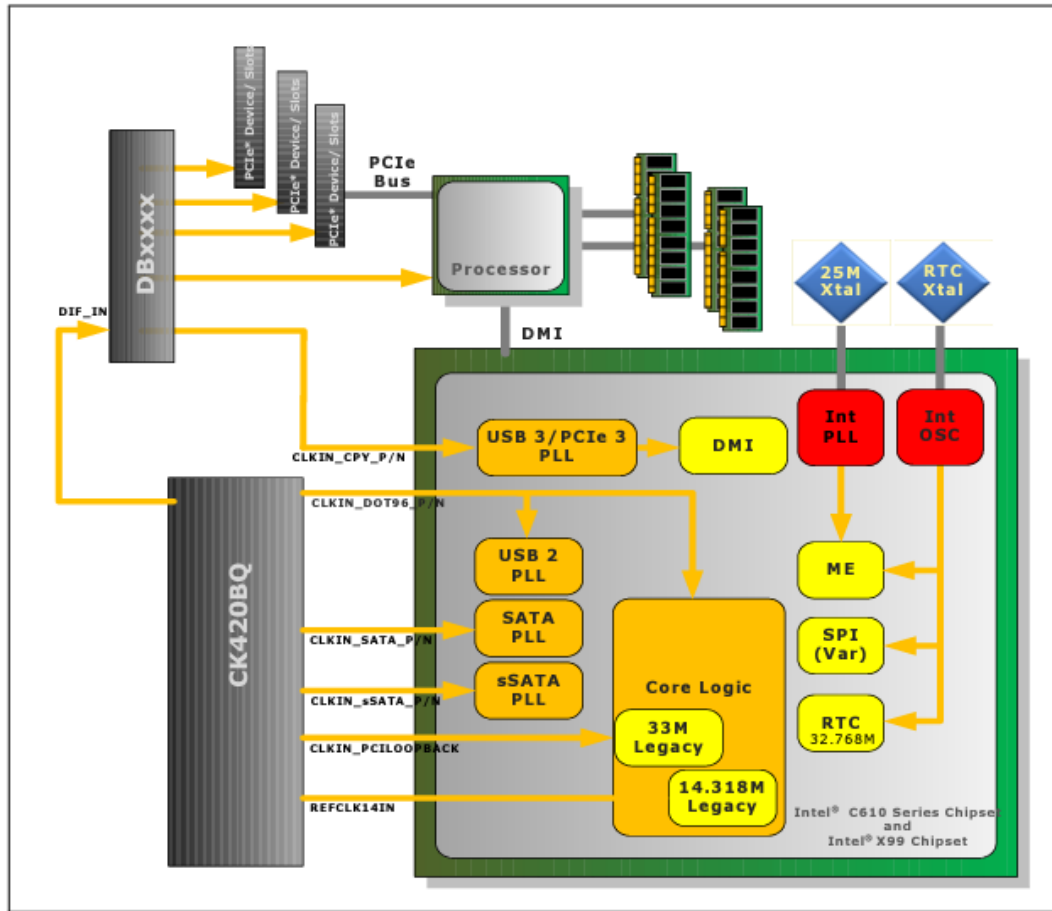 PCIe* Device/ Slots
PCIe* Device/ Slots
PCIe* Device/ Slots
DBxxxx
PCIe
Bus
Processor
25M
Xtal
RTC
Xtal
DIF_IN
DMI
Int
PLL
Int
OSC
USB 3/PCIe 3
PLL
DMI
CLKIN_CPY_P/N
CLKIN_DOT96_P/N
USB 2
PLL
ME
CK420BQ
SATA
PLL
CLKIN_SATA_P/N
SPI
(Var)
sSATA
PLL
CLKIN_sSATA_P/N
Core Logic
RTC
32.768M
33M
Legacy
CLKIN_PCILOOPBACK
14.318M
Legacy
REFCLK14IN
Intel® C610 Series Chipset
and
Intel® X99 Chipset